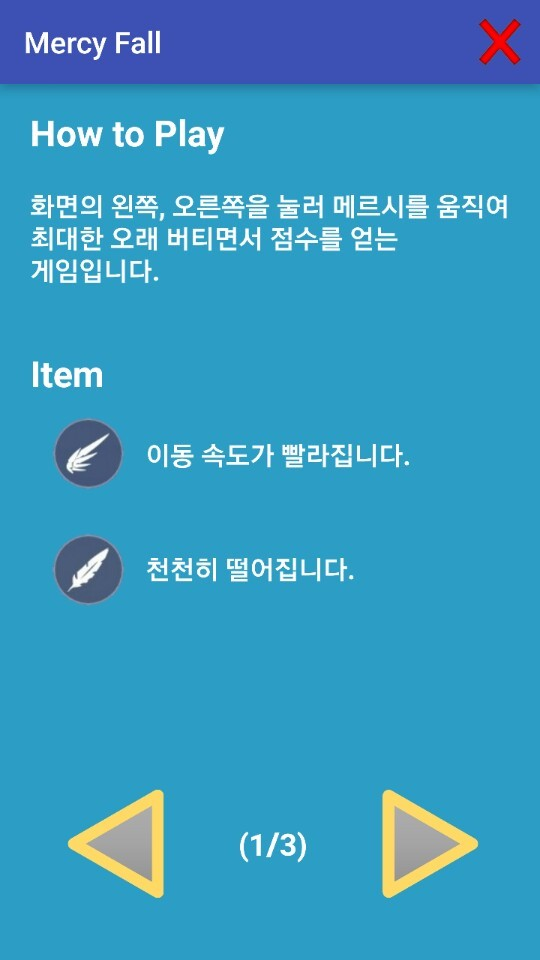 Mercy Fall
How to Play
화면의 왼쪽, 오른쪽을 눌러 메르시를 움직여
최대한 오래 버티면서 점수를 얻는
게임입니다.
Item
이동 속도가 빨라집니다.
천천히 떨어집니다.
(1/3)